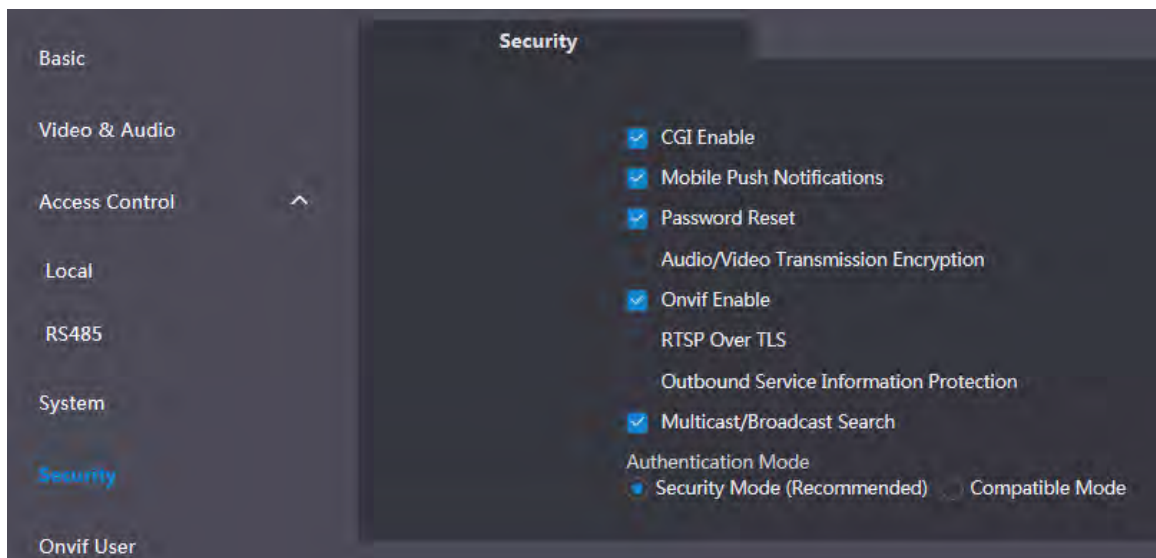 Basic
Video & Audio
Access Control
Local
RS485
System
Security
Onvif User
Security
CGI Enable
Mobile Push Notifications
Password Reset
Audio/Video Transmission Encryption
Onvif Enable
RTSP Over TLS
Outbound Service Information Protection
Multicast/Broadcast Search
Authentication Mode
Security Mode (Recommended) Compatible Mode